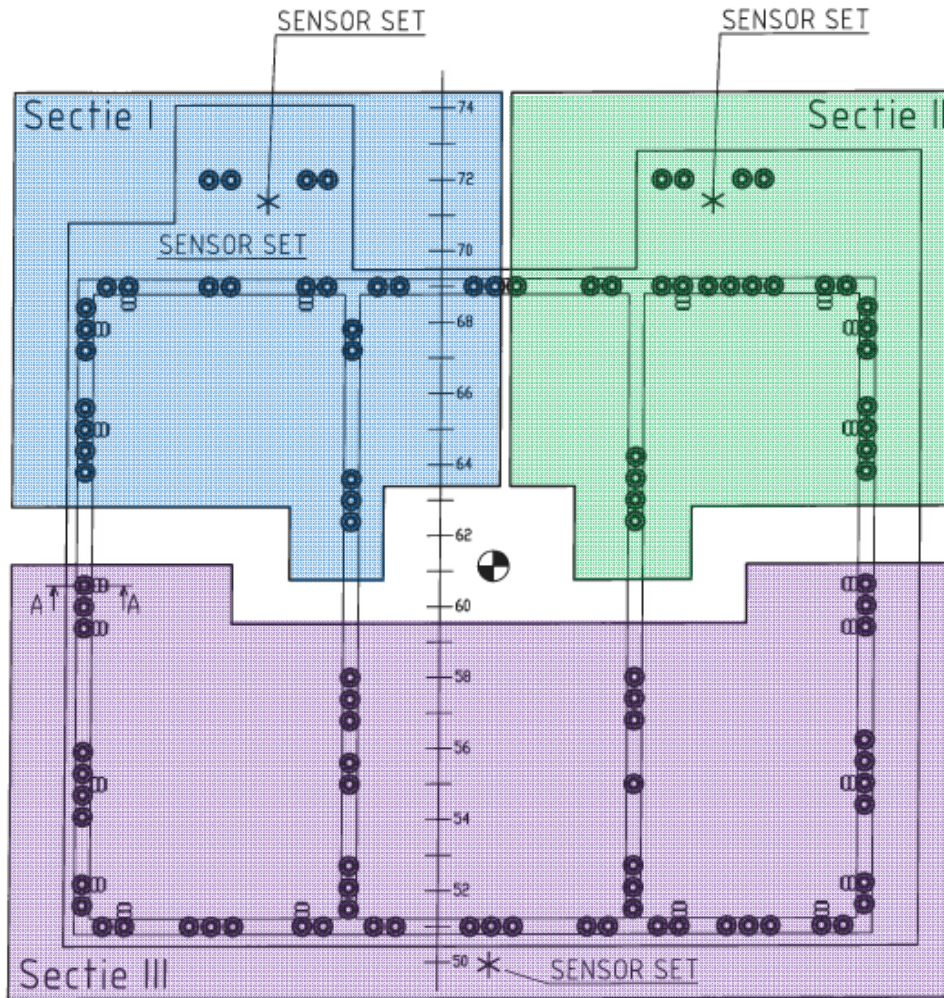 SENSOR SET
SENSOR SET
Sectie I
Sectie II
74
72
SENSOR SET
70
68
66
64
62
A A
60
58
56
54
52
50
SENSOR SET
Sectie III